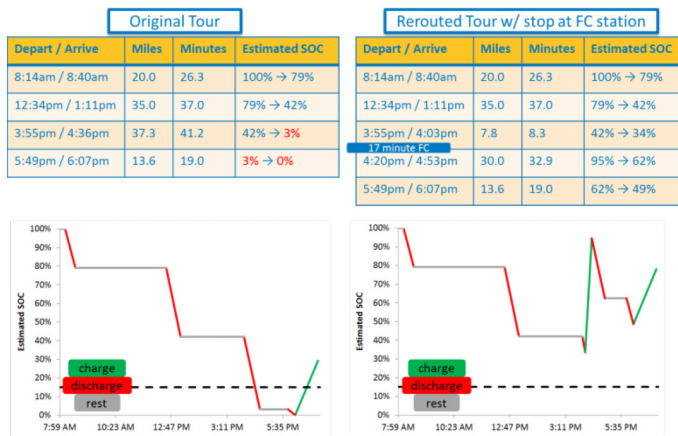 Original Tour
Depart / Arrive Miles Minutes Estimated SOC
8:14am / 8:40am 20.0 26.3 100% → 79%
12:34pm / 1:11pm 35.0 37.0 79% → 42%
3:55pm / 4:36pm 37.3 41.2 42% → 3%
5:49pm / 6:07pm 13.6 19.0 3% → 0%
Rerouted Tour w/ stop at FC station
Depart / Arrive Miles Minutes Estimated SOC
8:14am / 8:40am 20.0 26.3 100% → 79%
12:34pm / 1:11pm 35.0 37.0 79% → 42%
3:55pm / 4:03pm 7.8 8.3 42% → 34%
17 minute FC
4:20pm / 4:53pm 30.0 32.9 95% → 62%
5:49pm / 6:07pm 13.6 19.0 62% → 49%
Estimated SOC
100%
90%
80%
70%
60%
50%
40%
30%
20%
10%
0%
charge
discharge
rest
7:59 AM 10:23 AM 12:47 PM 3:11 PM 5:35 PM
Estimated SOC
100%
90%
80%
70%
60%
50%
40%
30%
20%
10%
0%
charge
discharge
rest
7:59 AM 10:23 AM 12:47 PM 3:11 PM 5:35 PM